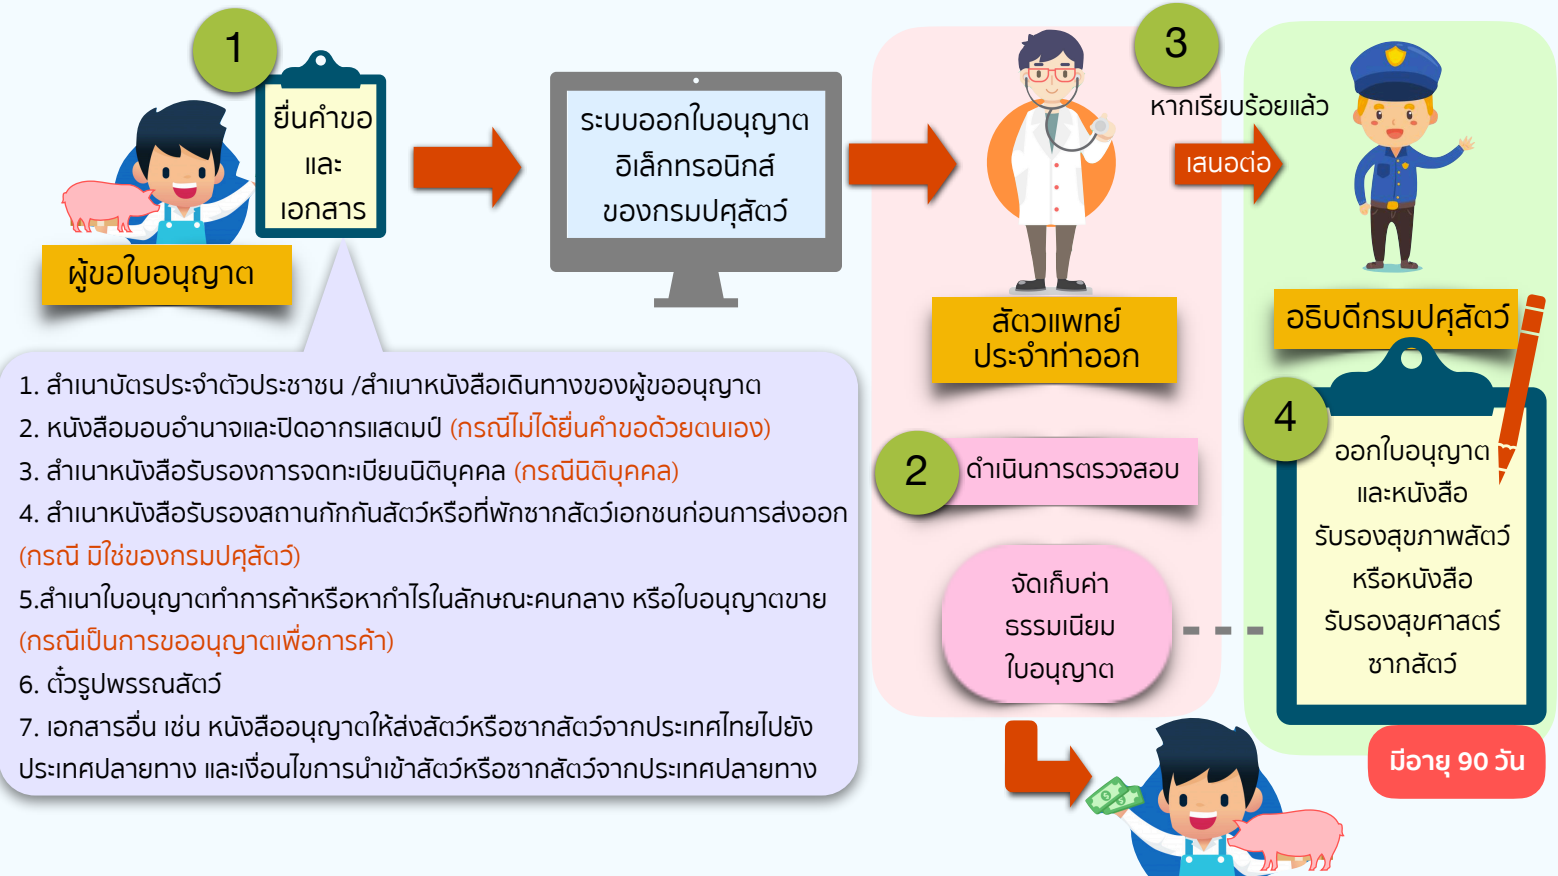 1
ยื่นคำขอ
และ
เอกสาร
ผู้ขอใบอนุญาต
ระบบออกใบอนุญาต
อิเล็กทรอนิกส์
ของกรมปศุสัตว์
สัตวแพทย์
ประจำท่าออก
3
หากเรียบร้อยแล้ว
เสนอต่อ
อธิบดีกรมปศุสัตว์
1. สำเนาบัตรประจำตัวประชาชน /สำเนาหนังสือเดินทางของผู้ขออนุญาต
2. หนังสือมอบอำนาจและปิดอากรแสตมป์ (กรณีไม่ได้ยื่นคำขอด้วยตนเอง)
3. สำเนาหนังสือรับรองการจดทะเบียนนิติบุคคล (กรณีนิติบุคคล)
4. สำเนาหนังสือรับรองสถานกักกันสัตว์หรือที่พักซากสัตว์เอกชนก่อนการส่งออก
(กรณี มิใช่ของกรมปศุสัตว์)
5.สำเนาใบอนุญาตทำการค้าหรือหากำไรในลักษณะคนกลาง หรือใบอนุญาตขาย
(กรณีเป็นการขออนุญาตเพื่อการค้า)
6. ตั๋วรูปพรรณสัตว์
7. เอกสารอื่น เช่น หนังสืออนุญาตให้ส่งสัตว์หรือซากสัตว์จากประเทศไทยไปยัง
ประเทศปลายทาง และเงื่อนไขการนำเข้าสัตว์หรือซากสัตว์จากประเทศปลายทาง
2
ดำเนินการตรวจสอบ
จัดเก็บค่า
ธรรมเนียม
ใบอนุญาต
4
ออกใบอนุญาต
และหนังสือ
รับรองสุขภาพสัตว์
หรือหนังสือ
รับรองสุขศาสตร์
ซากสัตว์
มีอายุ 90 วัน